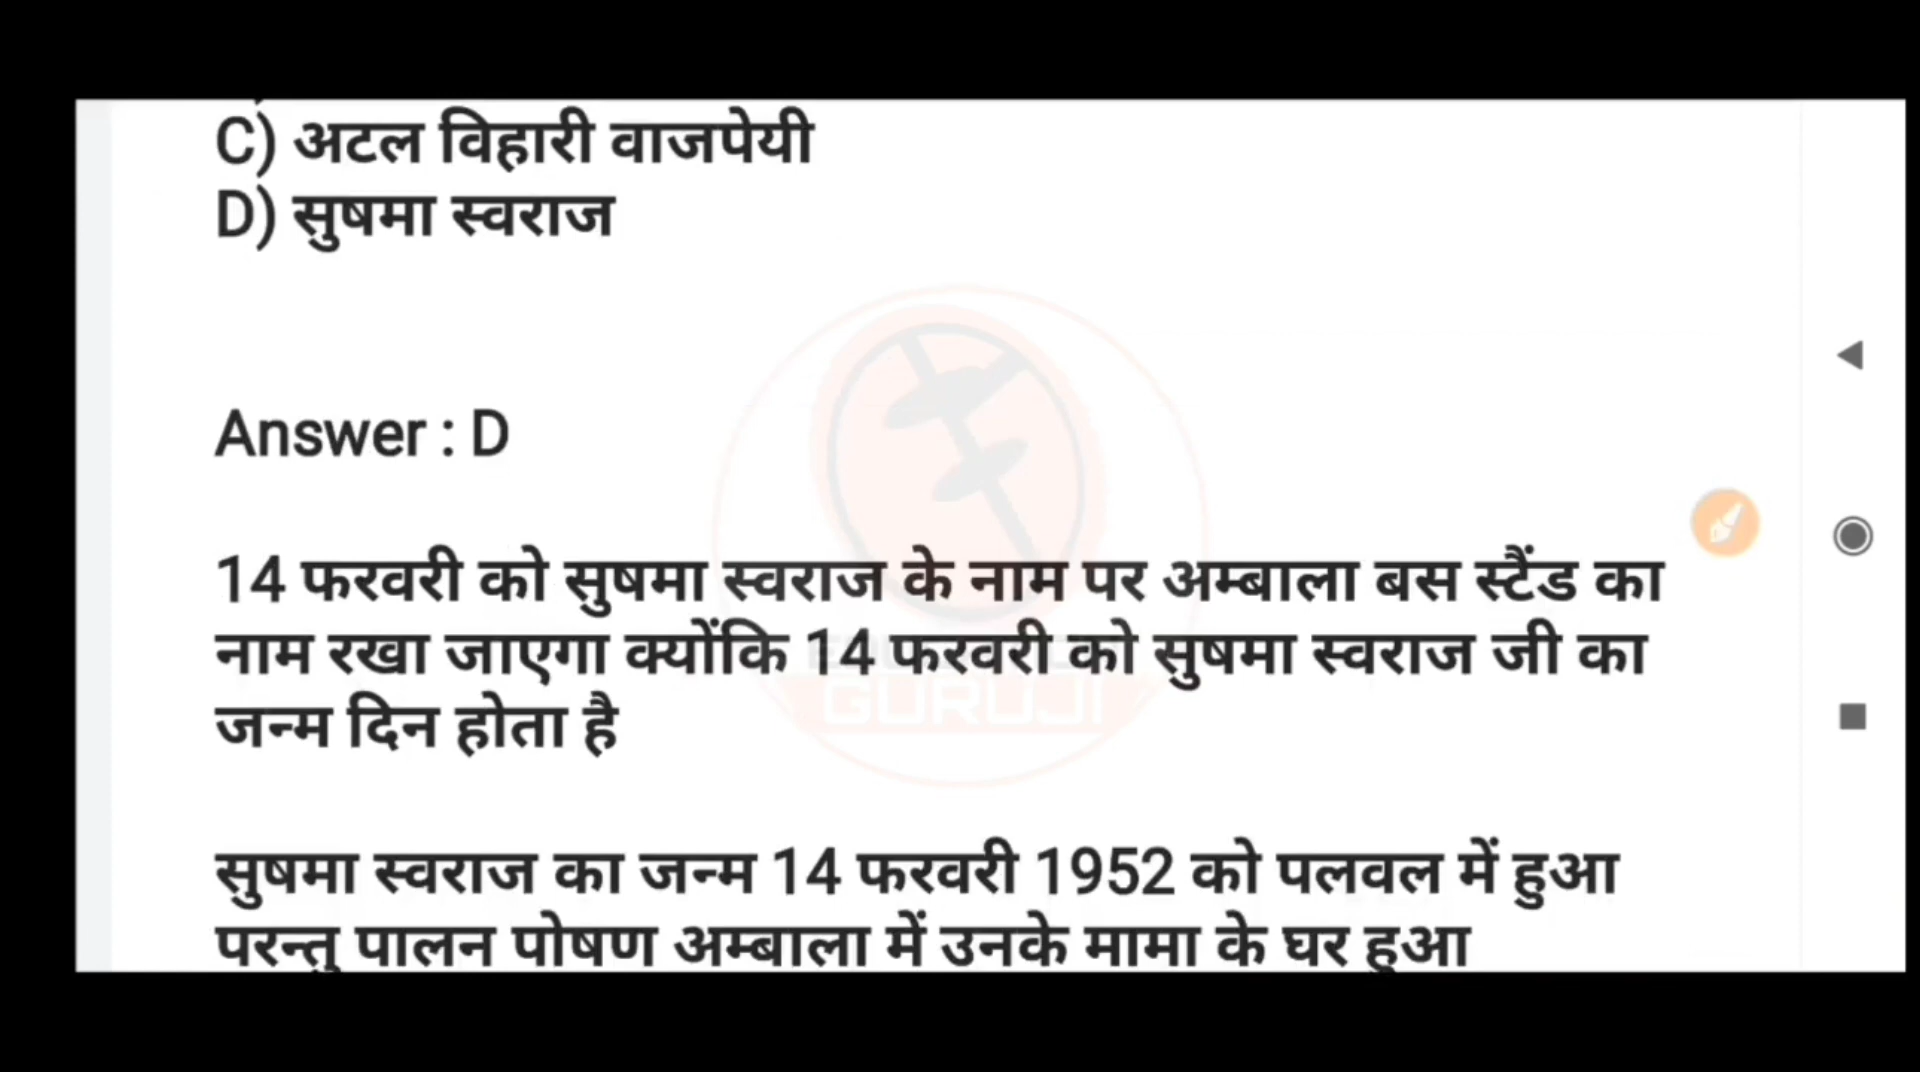 C) अटल विहारी वाजपेयी
D) सुषमा स्वराज
Answer : D
14 फरवरी को सुषमा स्वराज के नाम पर अम्बाला बस स्टैंड का
नाम रखा जाएगा क्योंकि 14 फरवरी को सुषमा स्वराज जी का
जन्म दिन होता है
GURUJI
सुषमा स्वराज का जन्म 14 फरवरी 1952 को पलवल में हुआ
परन्तु पालन पोषण अम्बाला में उनके मामा के घर हुआ